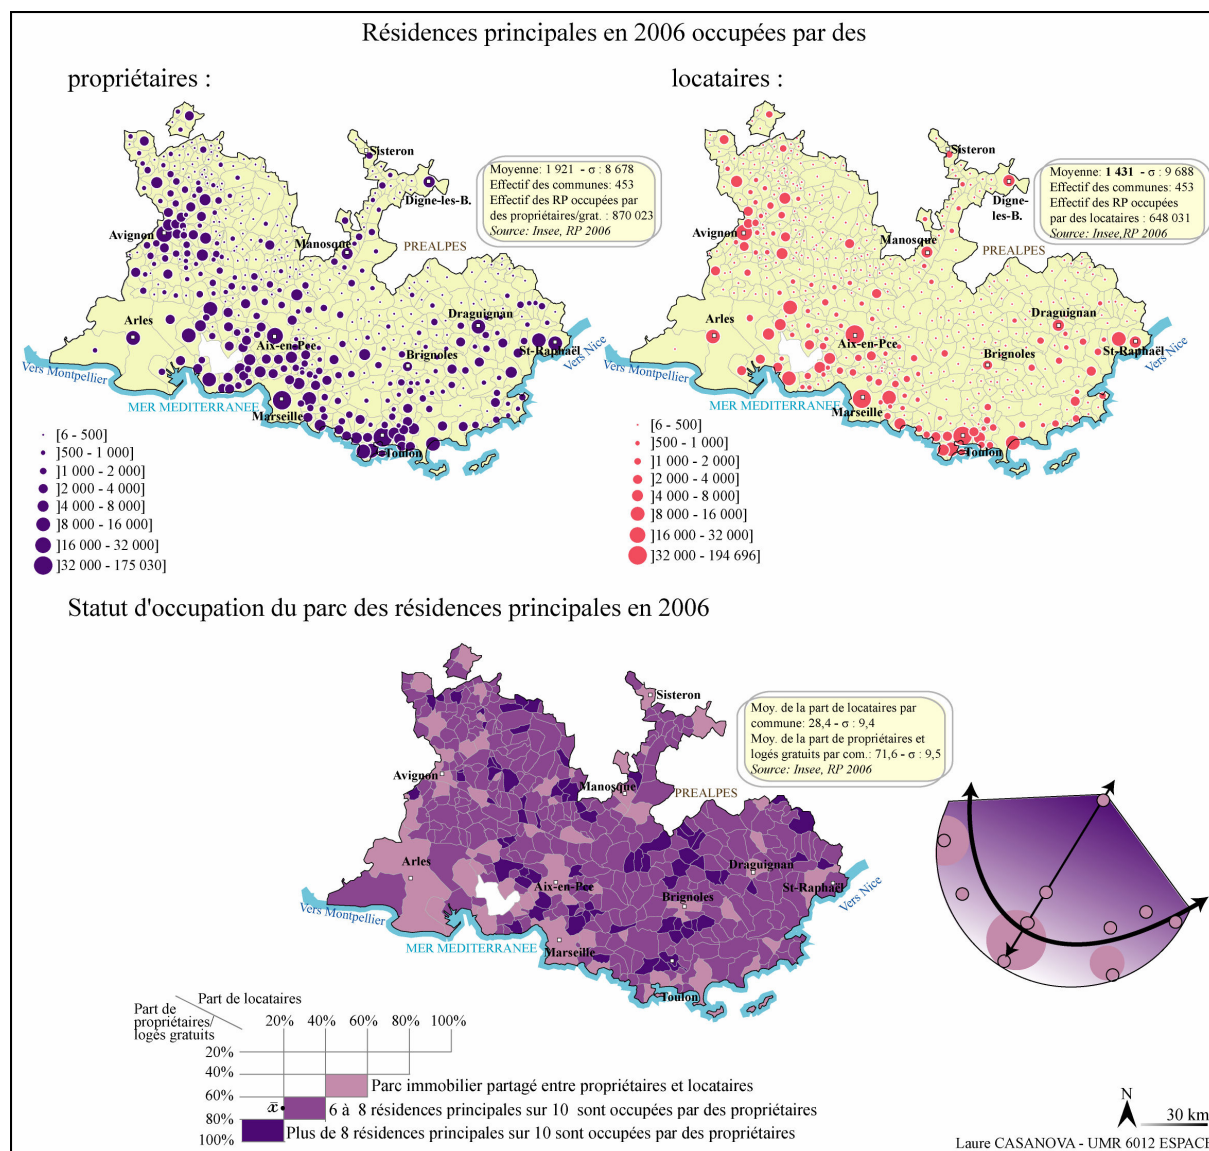 Résidences principales en 2006 occupées par des
propriétaires :
Sisteron
Moyenne: 1 921 - σ : 8 678
Effectif des communes: 453
Effectif des RP occupées par
des propriétaires/grat. : 870 023
Source: Insee, RP 2006
Digne-les-B.
Avignon
Manosque
PREALPES
Arles
Draguignan
Aix-en-Pce
St-Raphaël
Brignoles
Vers Montpellier
Vers Nice
MER MEDITERRANEE
Marseille
Toulon
[6 - 500]
]500 - 1 000]
]1 000 - 2 000]
]2 000 - 4 000]
]4 000 - 8 000]
]8 000 - 16 000]
]16 000 - 32 000]
]32 000 - 175 030]
locataires :
Sisteron
Moyenne: 1 431 - σ : 9 688
Effectif des communes: 453
Effectif des RP occupées
par des locataires : 648 031
Source: Insee,RP 2006
Digne-
les-B.
Avignon
Manosque
PREALPES
Arles
Draguignan
Aix-en-Pce
St-Raphaël
Brignoles
Vers Montpellier
Vers Nice
MER MEDITERRANEE
Marseille
Toulon
[6 - 500]
]500 - 1 000]
]1 000 - 2 000]
]2 000 - 4 000]
]4 000 - 8 000]
]8 000 - 16 000]
]16 000 - 32 000]
]32 000 - 194 696]
Statut d'occupation du parc des résidences principales en 2006
Sisteron
Moy. de la part de locataires par
commune: 28,4 - σ : 9,4
Moy. de la part de propriétaires et
logés gratuits par com.: 71,6 - σ : 9,5
Source: Insee, RP 2006
Avignon
Manosque
PREALPES
Arles
Draguignan
Aix-en-Pce
St-Raphaël
Brignoles
Vers Montpellier
Vers Nice
MER MEDITERRANEE
Marseille
Toulon
Part de locataires
Part de
propriétaires/
logés gratuits
20% 40% 60% 80% 100%
20%
40%
Parc immobilier partagé entre propriétaires et locataires
60%
x̄ 6 à 8 résidences principales sur 10 sont occupées par des propriétaires
80%
Plus de 8 résidences principales sur 10 sont occupées par des propriétaires
100%
N
30 km
Laure CASANOVA - UMR 6012 ESPACE